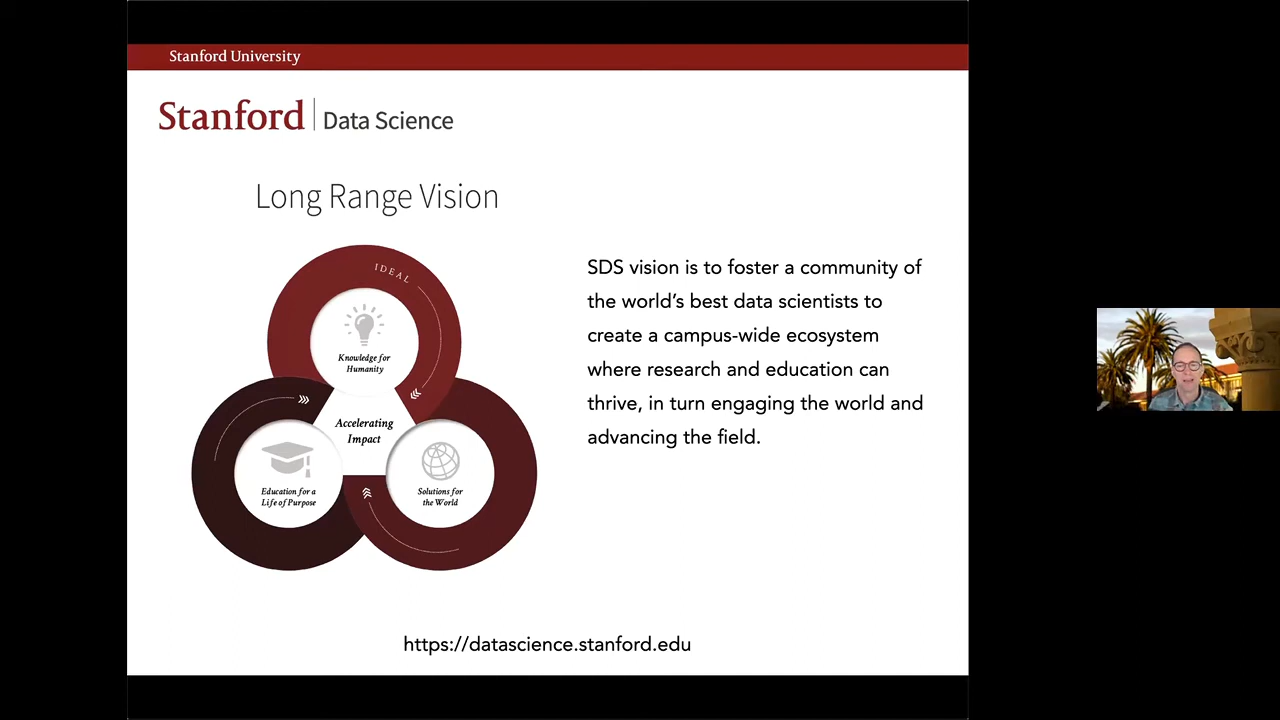 Stanford University
Stanford | Data Science
Long Range Vision
IDEAL
Knowledge for
Humanity
Accelerating
Impact
Education for a
Life of Purpose
Solutions for
the World
SDS vision is to foster a community of
the world’s best data scientists to
create a campus-wide ecosystem
where research and education can
thrive, in turn engaging the world and
advancing the field.
https://datascience.stanford.edu